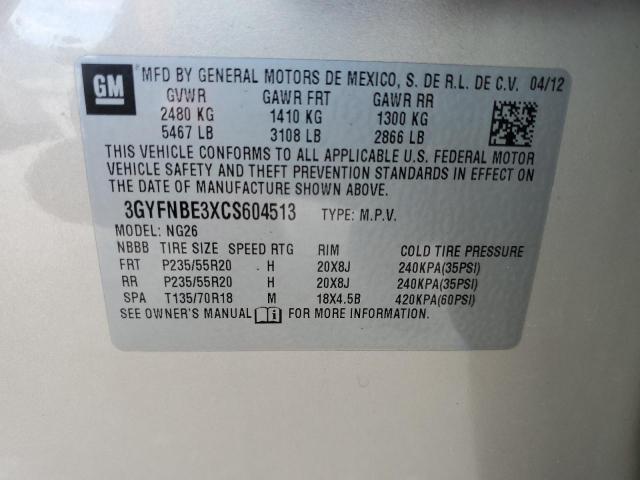 GM MFD BY GENERAL MOTORS DE MEXICO, S. DE R.L. DE C.V. 04/12
GVWR GAWR FRT GAWR RR
2480 KG 1410 KG 1300 KG
5467 LB 3108 LB 2866 LB
THIS VEHICLE CONFORMS TO ALL APPLICABLE U.S. FEDERAL MOTOR
VEHICLE SAFETY AND THEFT PREVENTION STANDARDS IN EFFECT ON
THE DATE OF MANUFACTURE SHOWN ABOVE.
3GYFNBE3XCS604513 TYPE: M.P.V.
MODEL: NG26
NBBB TIRE SIZE SPEED RTG RIM COLD TIRE PRESSURE
FRT P235/55R20 H 20X8J 240KPA(35PSI)
RR P235/55R20 H 20X8J 240KPA(35PSI)
SPA T135/70R18 M 18X4.5B 420KPA(60PSI)
SEE OWNER'S MANUAL FOR MORE INFORMATION.